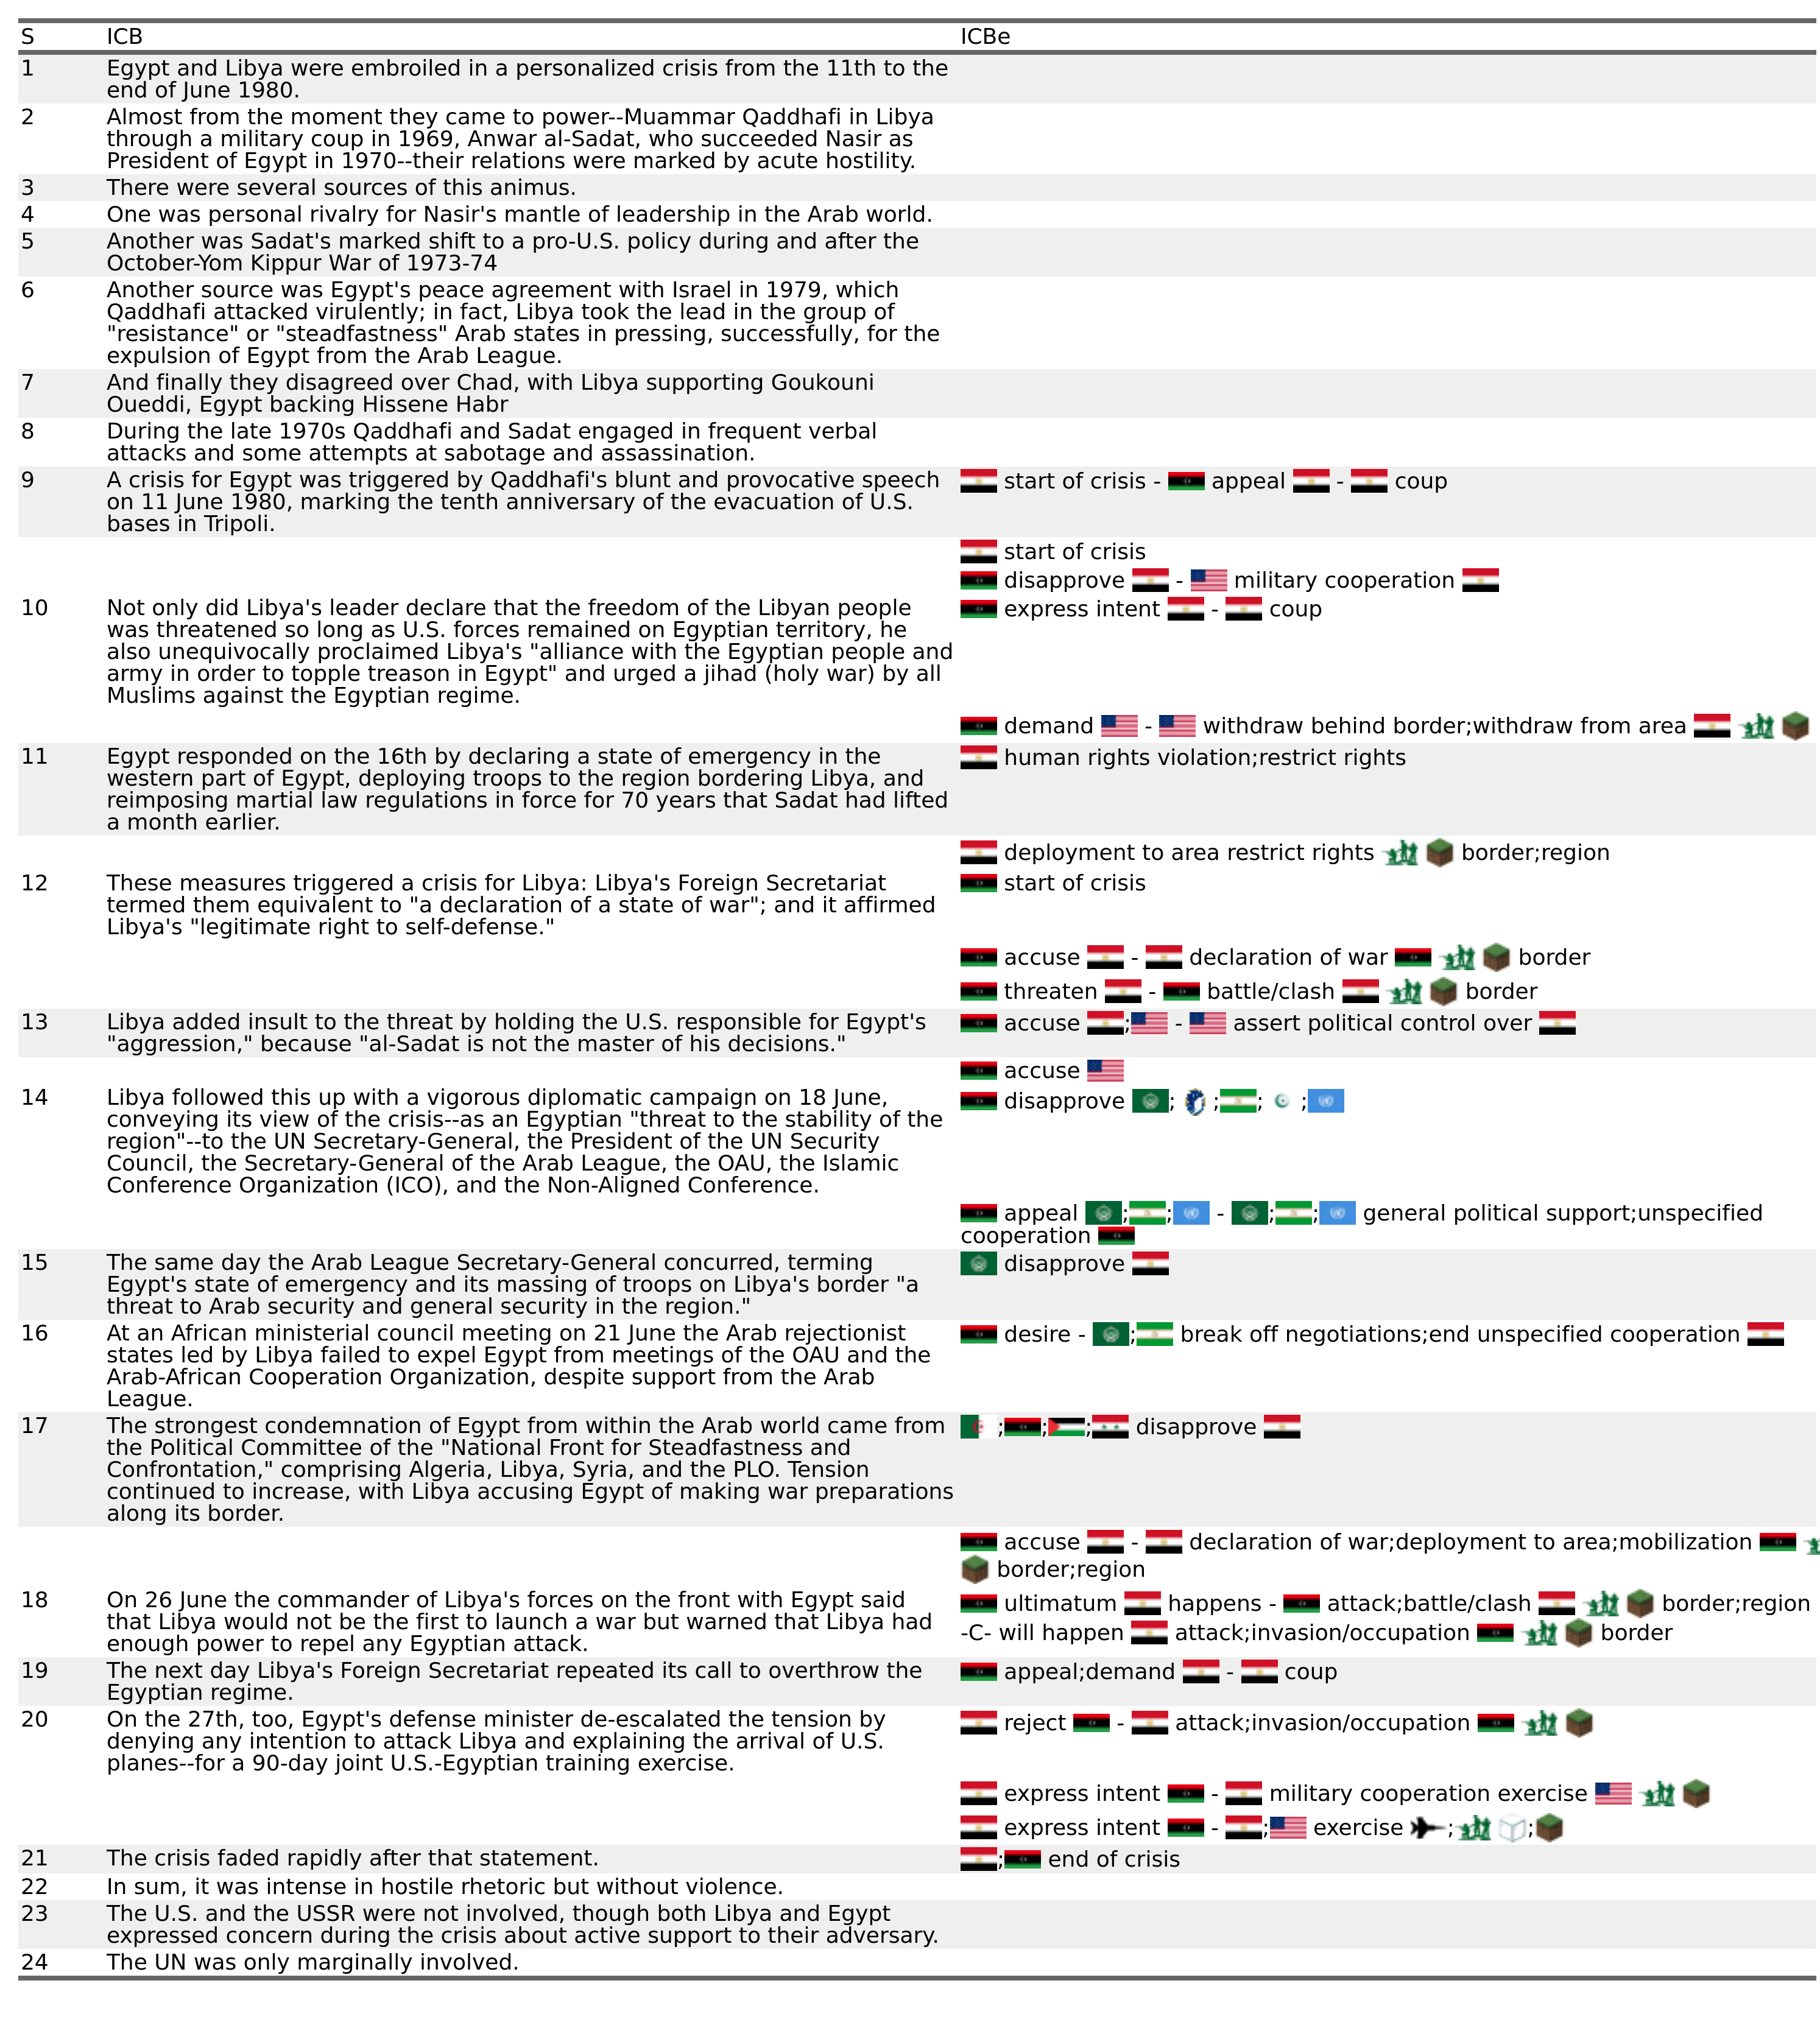 S ICB ICBe
1 Egypt and Libya were embroiled in a personalized crisis from the 11th to the
end of June 1980.
2 Almost from the moment they came to power--Muammar Qaddhafi in Libya
through a military coup in 1969, Anwar al-Sadat, who succeeded Nasir as
President of Egypt in 1970--their relations were marked by acute hostility.
3 There were several sources of this animus.
4 One was personal rivalry for Nasir's mantle of leadership in the Arab world.
5 Another was Sadat's marked shift to a pro-U.S. policy during and after the
October-Yom Kippur War of 1973-74
6 Another source was Egypt's peace agreement with Israel in 1979, which
Qaddhafi attacked virulently; in fact, Libya took the lead in the group of
"resistance" or "steadfastness" Arab states in pressing, successfully, for the
expulsion of Egypt from the Arab League.
7 And finally they disagreed over Chad, with Libya supporting Goukouni
Oueddi, Egypt backing Hissene Habr
8 During the late 1970s Qaddhafi and Sadat engaged in frequent verbal
attacks and some attempts at sabotage and assassination.
9 A crisis for Egypt was triggered by Qaddhafi's blunt and provocative speech
on 11 June 1980, marking the tenth anniversary of the evacuation of U.S.
bases in Tripoli.
start of crisis - appeal - coup
start of crisis
disapprove - military cooperation
10 Not only did Libya's leader declare that the freedom of the Libyan people
was threatened so long as U.S. forces remained on Egyptian territory, he
also unequivocally proclaimed Libya's "alliance with the Egyptian people and
army in order to topple treason in Egypt" and urged a jihad (holy war) by all
Muslims against the Egyptian regime.
express intent - coup
demand - withdraw behind border;withdraw from area
11 Egypt responded on the 16th by declaring a state of emergency in the
western part of Egypt, deploying troops to the region bordering Libya, and
reimposing martial law regulations in force for 70 years that Sadat had lifted
a month earlier.
human rights violation;restrict rights
deployment to area restrict rights border;region
12 These measures triggered a crisis for Libya: Libya's Foreign Secretariat
termed them equivalent to "a declaration of a state of war"; and it affirmed
Libya's "legitimate right to self-defense."
start of crisis
accuse - declaration of war border
threaten - battle/clash border
13 Libya added insult to the threat by holding the U.S. responsible for Egypt's
"aggression," because "al-Sadat is not the master of his decisions."
accuse ; - assert political control over
accuse
14 Libya followed this up with a vigorous diplomatic campaign on 18 June,
conveying its view of the crisis--as an Egyptian "threat to the stability of the
region"--to the UN Secretary-General, the President of the UN Security
Council, the Secretary-General of the Arab League, the OAU, the Islamic
Conference Organization (ICO), and the Non-Aligned Conference.
disapprove ; ; ; ;
appeal ; ; - ; ; general political support;unspecified
cooperation
15 The same day the Arab League Secretary-General concurred, terming
Egypt's state of emergency and its massing of troops on Libya's border "a
threat to Arab security and general security in the region."
disapprove
16 At an African ministerial council meeting on 21 June the Arab rejectionist
states led by Libya failed to expel Egypt from meetings of the OAU and the
Arab-African Cooperation Organization, despite support from the Arab
League.
desire - ; break off negotiations;end unspecified cooperation
17 The strongest condemnation of Egypt from within the Arab world came from
the Political Committee of the "National Front for Steadfastness and
Confrontation," comprising Algeria, Libya, Syria, and the PLO. Tension
continued to increase, with Libya accusing Egypt of making war preparations
along its border.
; ; ; disapprove
accuse - declaration of war;deployment to area;mobilization
border;region
18 On 26 June the commander of Libya's forces on the front with Egypt said
that Libya would not be the first to launch a war but warned that Libya had
enough power to repel any Egyptian attack.
ultimatum happens - attack;battle/clash border;region
-C- will happen attack;invasion/occupation border
19 The next day Libya's Foreign Secretariat repeated its call to overthrow the
Egyptian regime.
appeal;demand - coup
20 On the 27th, too, Egypt's defense minister de-escalated the tension by
denying any intention to attack Libya and explaining the arrival of U.S.
planes--for a 90-day joint U.S.-Egyptian training exercise.
reject - attack;invasion/occupation
express intent - military cooperation exercise
express intent - ; exercise ; ;
21 The crisis faded rapidly after that statement.
; end of crisis
22 In sum, it was intense in hostile rhetoric but without violence.
23 The U.S. and the USSR were not involved, though both Libya and Egypt
expressed concern during the crisis about active support to their adversary.
24 The UN was only marginally involved.